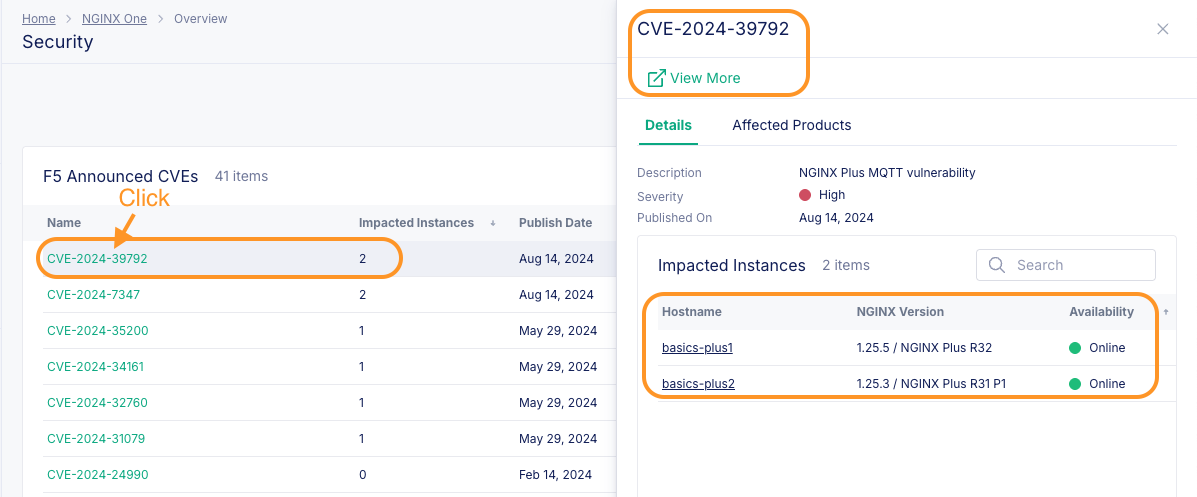 Home > NGINX One > Overview
Security
F5 Announced CVEs 41 items
Click
Name Impacted Instances ↓ Publish Date
CVE-2024-39792 2 Aug 14, 2024
CVE-2024-7347 2 Aug 14, 2024
CVE-2024-35200 1 May 29, 2024
CVE-2024-34161 1 May 29, 2024
CVE-2024-32760 1 May 29, 2024
CVE-2024-31079 1 May 29, 2024
CVE-2024-24990 0 Feb 14, 2024
CVE-2024-39792
View More
Details Affected Products
Description NGINX Plus MQTT vulnerability
Severity High
Published On Aug 14, 2024
Impacted Instances 2 items Search
Hostname NGINX Version Availability ↑
basics-plus1 1.25.5 / NGINX Plus R32 Online
basics-plus2 1.25.3 / NGINX Plus R31 P1 Online